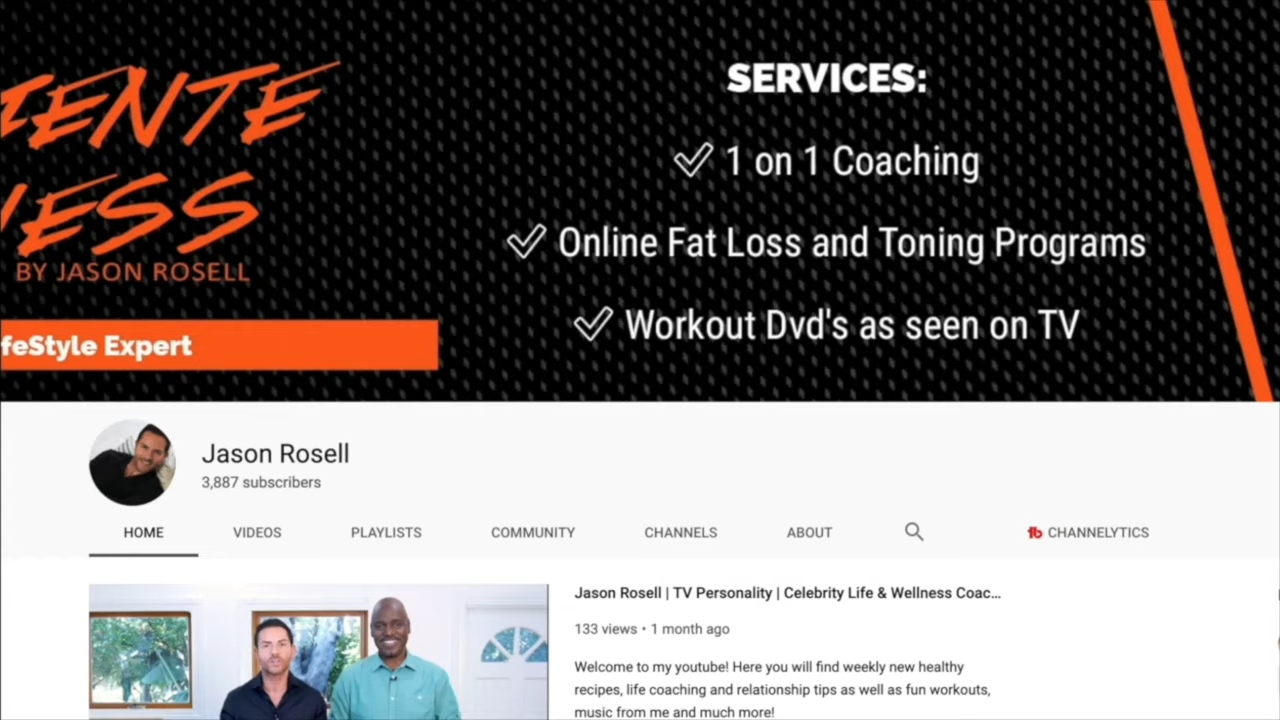 IENTE
NESS
BY JASON ROSELL
feStyle Expert
SERVICES:
1 on 1 Coaching
Online Fat Loss and Toning Programs
Workout Dvd's as seen on TV
Jason Rosell
3,887 subscribers
HOME VIDEOS PLAYLISTS COMMUNITY CHANNELS ABOUT tb CHANNELYTICS
Jason Rosell | TV Personality | Celebrity Life & Wellness Coac...
133 views • 1 month ago
Welcome to my youtube! Here you will find weekly new healthy
recipes, life coaching and relationship tips as well as fun workouts,
music from me and much more!